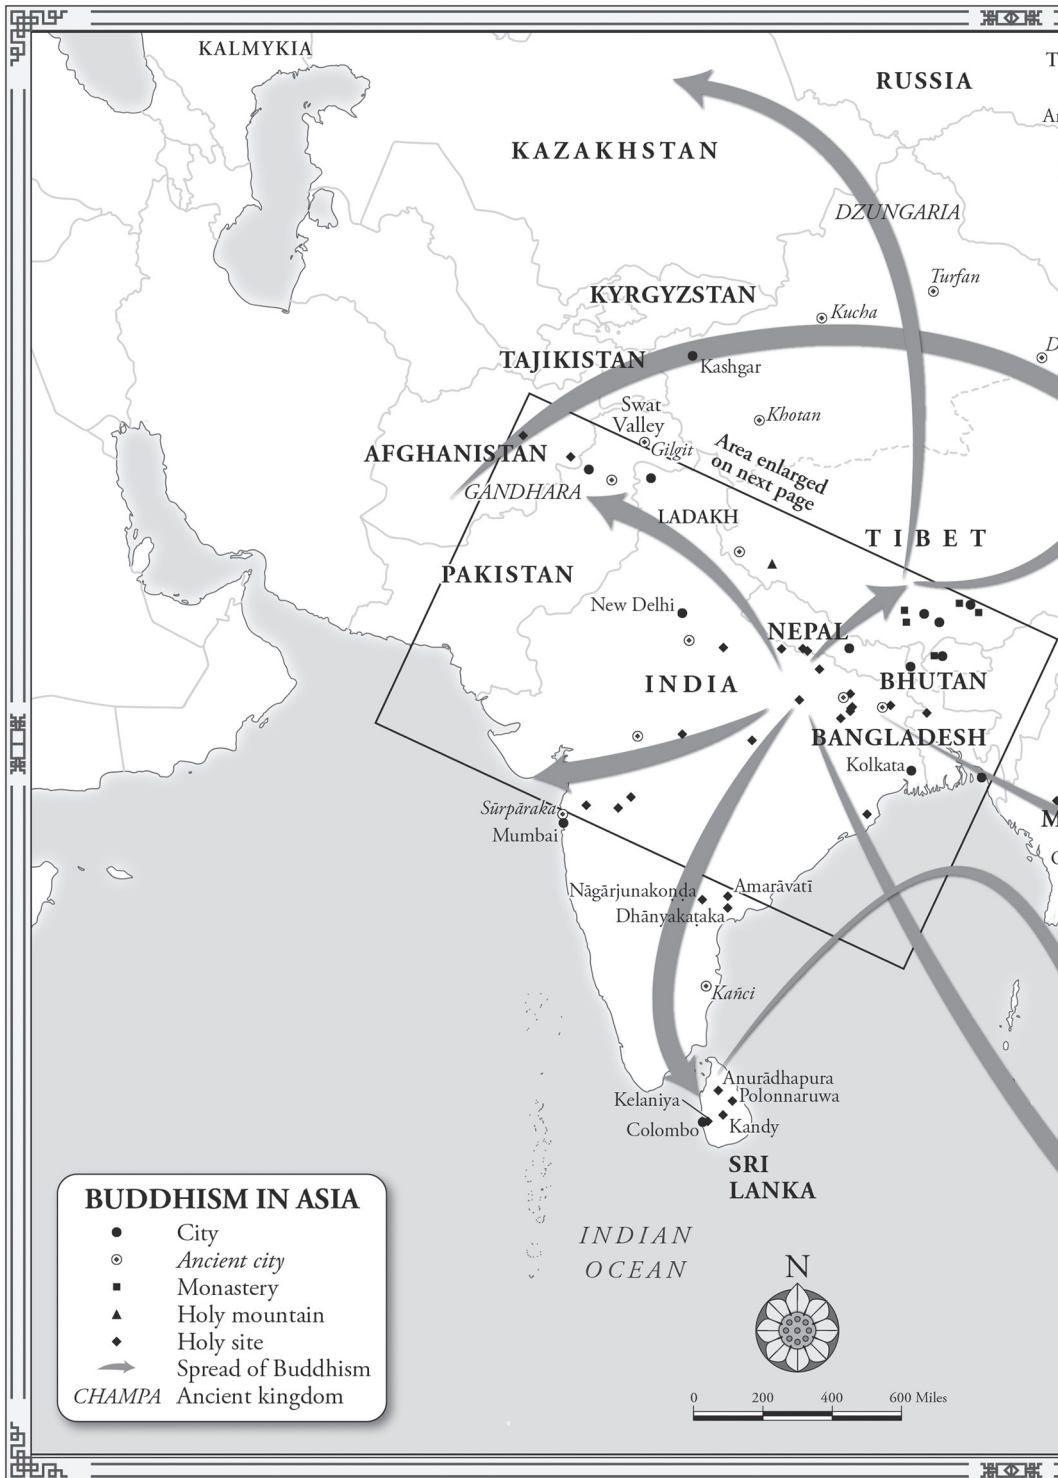 KALMYKIA
T
RUSSIA
Ar
KAZAKHSTAN
DZUNGARIA
Turfan
KYRGYZSTAN
Kucha
TAJIKISTAN
Kashgar
D
Swat
Valley
Khotan
Gilgit
AFGHANISTAN
Area enlarged
on next page
GANDHARA
LADAKH
TIBET
PAKISTAN
New Delhi
NEPAL
INDIA
BHUTAN
BANGLADESH
Kolkata
Sūrpāraka
Mumbai
M
Nāgārjunakoṇḍa
Amarāvatī
Dhānyakaṭaka
Kañci
Anurādhapura
Kelaniya
Polonnaruwa
Colombo
Kandy
SRI
LANKA
INDIAN
OCEAN
BUDDHISM IN ASIA
City
Ancient city
Monastery
Holy mountain
Holy site
Spread of Buddhism
CHAMPA Ancient kingdom
N
0 200 400 600 Miles